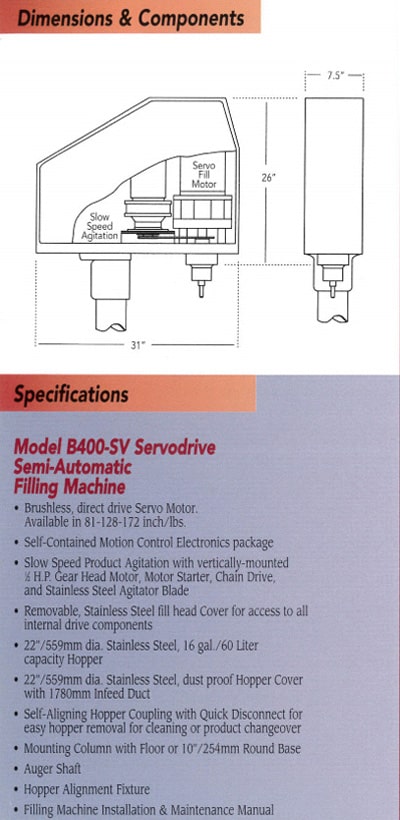 Dimensions & Components
7.5"
Servo
Fill
Motor
26"
Slow
Speed
Agitation
31"
Specifications
Model B400-SV Servodrive
Semi-Automatic
Filling Machine
• Brushless, direct drive Servo Motor.
Available in 81-128-172 inch/lbs.
• Self-Contained Motion Control Electronics package
• Slow Speed Product Agitation with vertically-mounted
H.P. Gear Head Motor, Motor Starter, Chain Drive,
and Stainless Steel Agitator Blade
• Removable, Stainless Steel fill head Cover for access to all
internal drive components
• 22"/559mm dia. Stainless Steel, 16 gal./60 Liter
capacity Hopper
• 22"/559mm dia. Stainless Steel, dust proof Hopper Cover
with 1780mm Infeed Duct
• Self-Aligning Hopper Coupling with Quick Disconnect for
easy hopper removal for cleaning or product changeover
• Mounting Column with Floor or 10"/254mm Round Base
• Auger Shaft
• Hopper Alignment Fixture
• Filling Machine Installation & Maintenance Manual